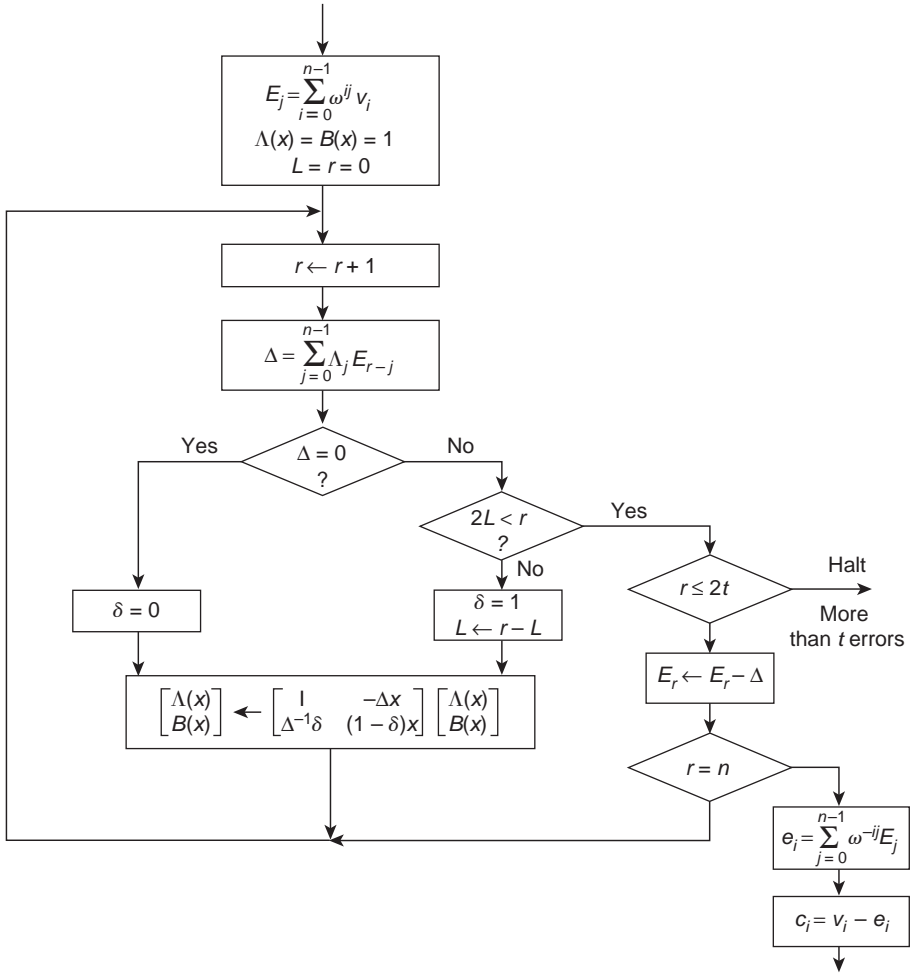 E_j = \sum_{i=0}^{n-1} ω^{ij} v_i
Λ(x) = B(x) = 1
L = r = 0
r ← r + 1
Δ = \sum_{j=0}^{n-1} Λ_j E_{r-j}
Yes
Δ = 0
?
No
2L < r
?
Yes
No
r ≤ 2t
Halt
More
than t errors
δ = 0
δ = 1
L ← r – L
E_r ← E_r – Δ
[Λ(x) B(x)] ← [I –Δx Δ^{-1}δ (1 – δ)x] [Λ(x) B(x)]
r = n
e_i = \sum_{j=0}^{n-1} ω^{-ij} E_j
c_i = v_i – e_i